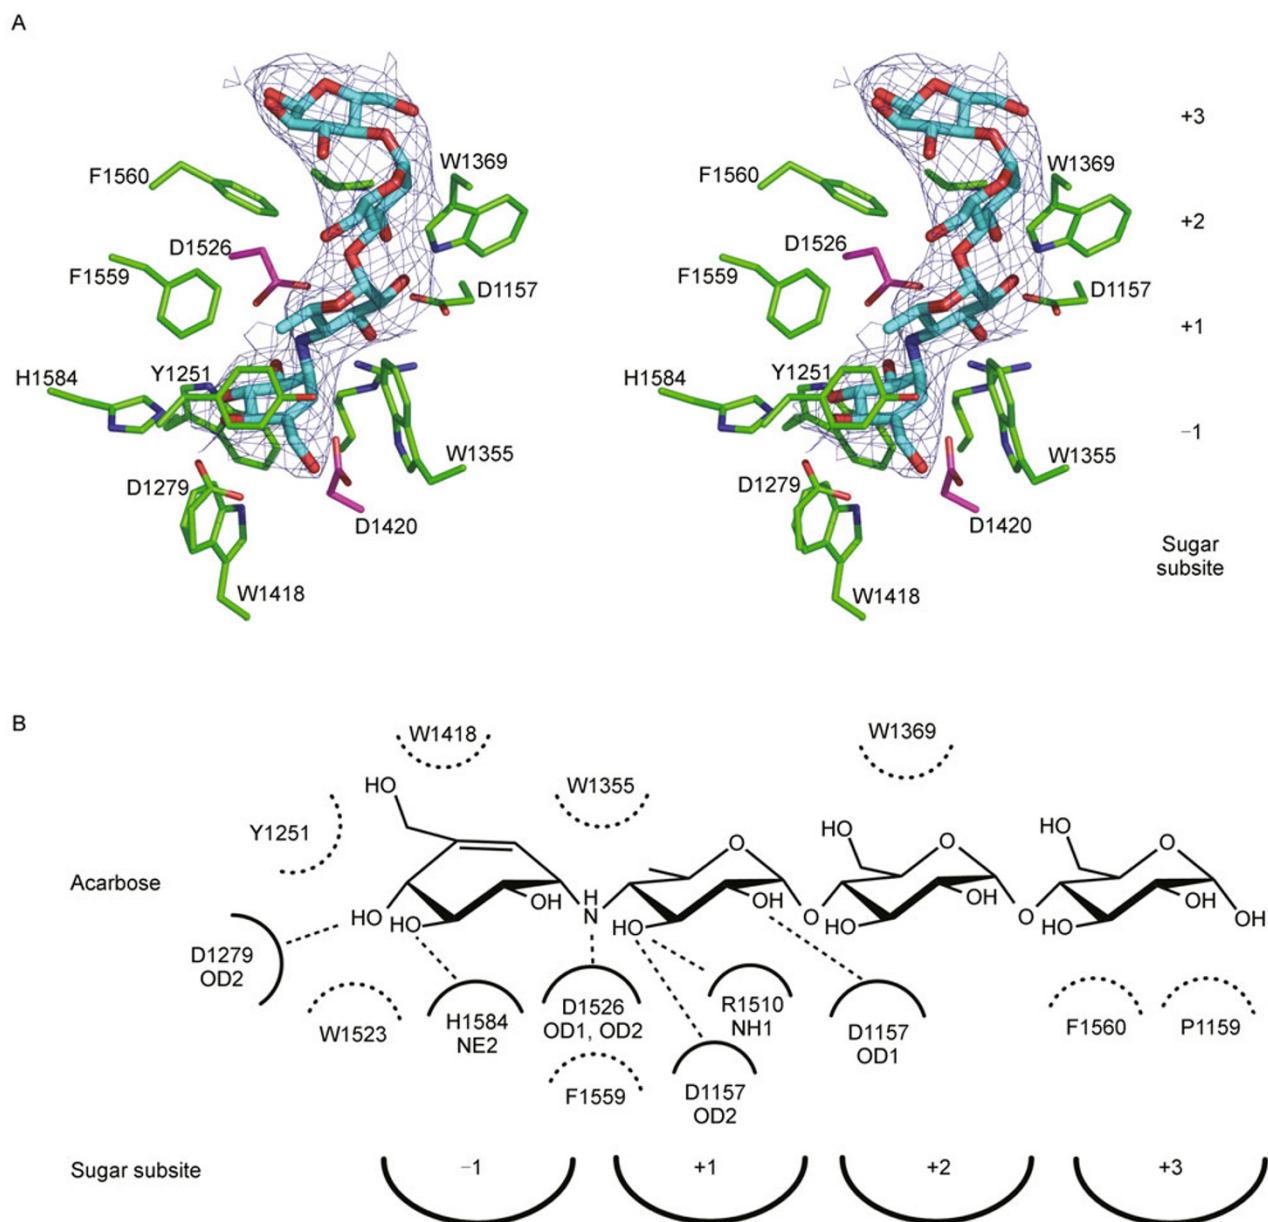 A
+3
W1369
W1369
F1560
F1560
+2
D1526
D1526
F1559
F1559
D1157
D1157
+1
Y1251
Y1251
H1584
H1584
−1
W1355
W1355
D1279
D1279
D1420
D1420
Sugar
subsite
W1418
W1418
B
W1418
W1369
W1355
HO
Y1251
O
HO
O
HO
O
Acarbose
HO
HO
OH
H
N
HO
OH
O
HO
OH
O
HO
OH
OH
D1279
OD2
W1523
H1584
NE2
D1526
OD1, OD2
R1510
NH1
D1157
OD1
F1560
P1159
F1559
D1157
OD2
Sugar subsite
−1
+1
+2
+3